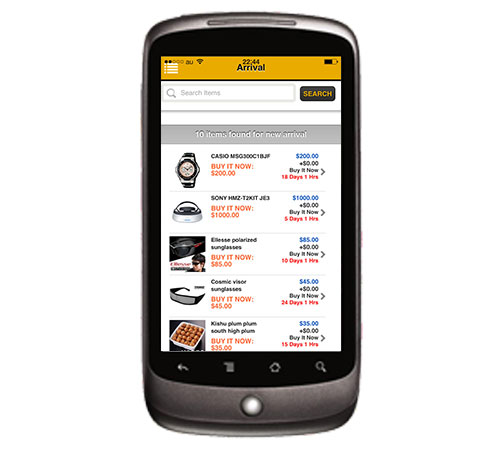 au 22:44
Arrival
Search items SEARCH
10 items found for new arrival
CASIO MSG300C1BJF $200.00
+$0.00
BUY IT NOW: Buy It Now
$200.00 18 Days 1 Hrs
SONY HMZ-T2KIT JE3 $1000.00
+$0.00
BUY IT NOW: Buy It Now
$1000.00 5 Days 1 Hrs
Ellesse polarized $85.00
sunglasses +$0.00
BUY IT NOW: Buy It Now
$85.00 10 Days 1 Hrs
Cosmic visor $45.00
sunglasses +$0.00
BUY IT NOW: Buy It Now
$45.00 24 Days 1 Hrs
Kishu plum plum $35.00
south high plum +$0.00
BUY IT NOW: Buy It Now
$35.00 15 Days 1 Hrs